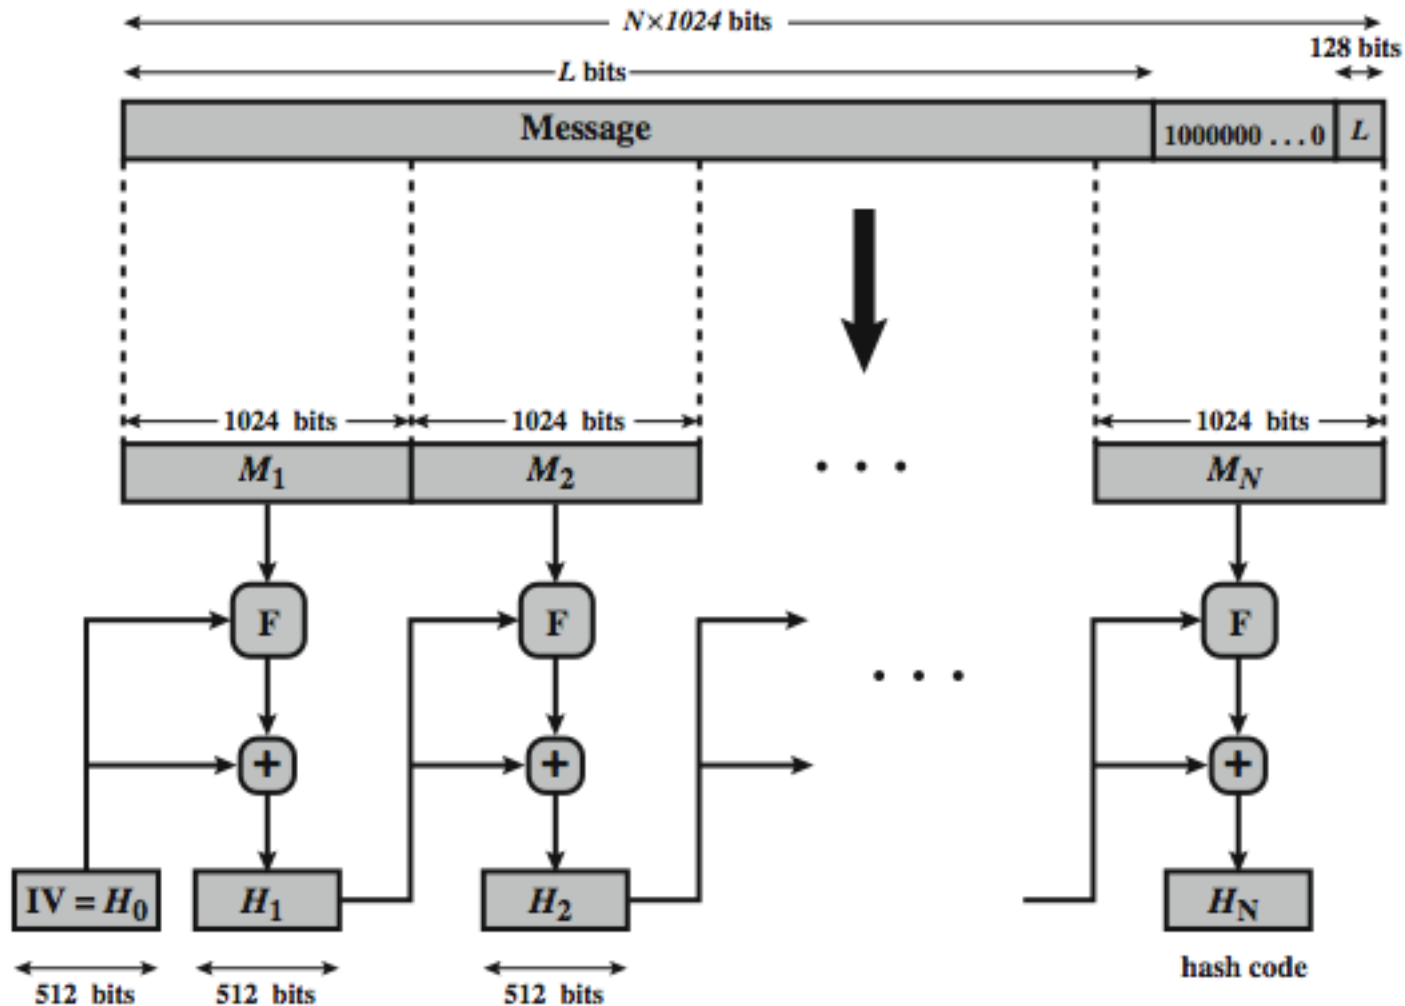 N×1024 bits
128 bits
L bits
Message
1000000 . . . 0
L
1024 bits
1024 bits
1024 bits
M1
M2
. . .
MN
F
F
F
. . .
+
+
+
IV = H0
H1
H2
HN
hash code
512 bits
512 bits
512 bits